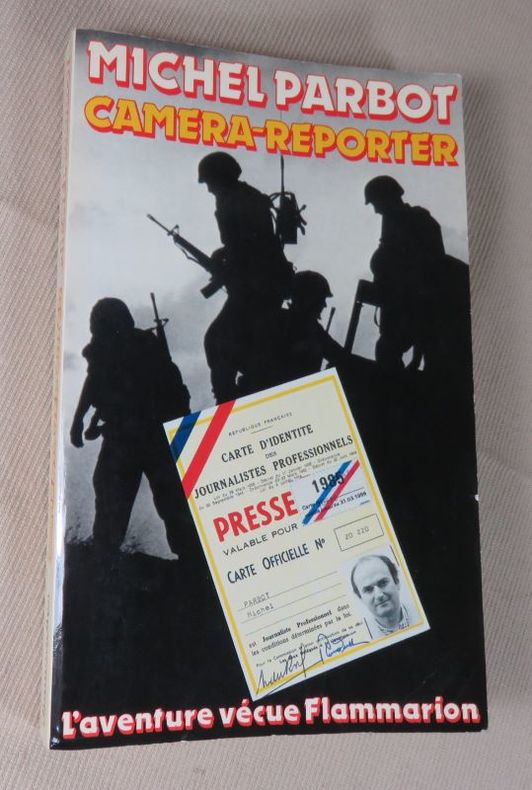 MICHEL PARBOT
CAMERA-REPORTER
RÉPUBLIQUE FRANÇAISE
CARTE D'IDENTITÉ
DES
JOURNALISTES PROFESSIONNELS
PRESSE 1985
VALABLE POUR
CARTE OFFICIELLE N° 20 220
PARBOT
Michel
est Journaliste Professionnel dans
les conditions déterminées par la loi.
L'aventure vécue Flammarion